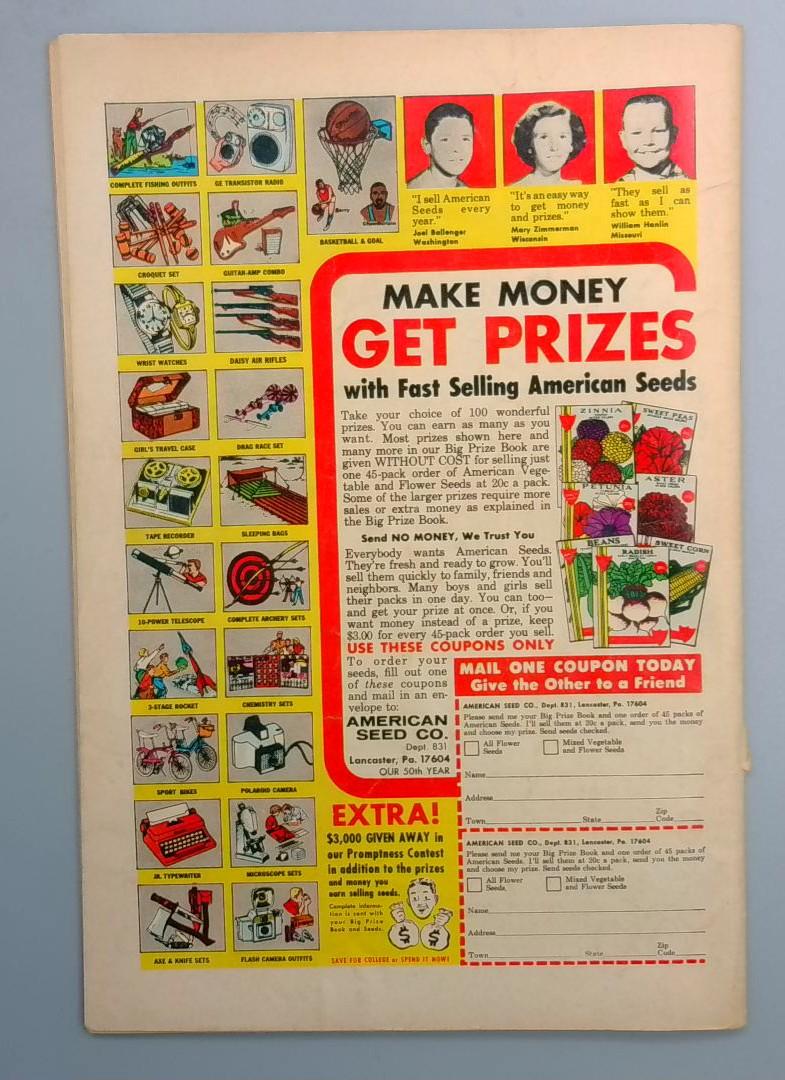 COMPLETE FISHING OUTFITS
GE TRANSISTOR RADIO
Berry
Chamberlain
BASKETBALL & GOAL
"I sell American
Seeds every
year."
Joel Ballenger
Washington
"It's an easy way
to get money
and prizes."
Mary Zimmerman
Wisconsin
"They sell as
fast as I can
show them."
William Hanlin
Missouri
CROQUET SET
GUITAR-AMP COMBO
WRIST WATCHES
DAISY AIR RIFLES
GIRL'S TRAVEL CASE
DRAG RACE SET
TAPE RECORDER
SLEEPING BAGS
10-POWER TELESCOPE
COMPLETE ARCHERY SETS
3-STAGE ROCKET
CHEMISTRY SETS
SPORT BIKES
POLAROID CAMERA
JR. TYPEWRITER
MICROSCOPE SETS
AXE & KNIFE SETS
FLASH CAMERA OUTFITS
MAKE MONEY
GET PRIZES
with Fast Selling American Seeds
Take your choice of 100 wonderful
prizes. You can earn as many as you
want. Most prizes shown here and
many more in our Big Prize Book are
given WITHOUT COST for selling just
one 45-pack order of American Vege-
table and Flower Seeds at 20c a pack.
Some of the larger prizes require more
sales or extra money as explained in
the Big Prize Book.
Send NO MONEY, We Trust You
Everybody wants American Seeds.
They're fresh and ready to grow. You'll
sell them quickly to family, friends and
neighbors. Many boys and girls sell
their packs in one day. You can too—
and get your prize at once. Or, if you
want money instead of a prize, keep
$3.00 for every 45-pack order you sell.
USE THESE COUPONS ONLY
To order your
seeds, fill out one
of these coupons
and mail in an en-
velope to:
AMERICAN
SEED CO.
Dept. 831
Lancaster, Pa. 17604
OUR 50th YEAR
ZINNIA
SWEET PEAS
PETUNIA
ASTER
BEANS
RADISH
SWEET CORN
EXTRA!
$3,000 GIVEN AWAY in
our Promptness Contest
in addition to the prizes
and money you
earn selling seeds.
Complete informa-
tion is sent with
your Big Prize
Book and Seeds.
$ $
SAVE FOR COLLEGE or SPEND IT NOW!
MAIL ONE COUPON TODAY
Give the Other to a Friend
AMERICAN SEED CO., Dept. 831, Lancaster, Pa. 17604
Please send me your Big Prize Book and one order of 45 packs of
American Seeds. I'll sell them at 20c a pack, send you the money
and choose my prize. Send seeds checked.
All Flower Seeds
Mixed Vegetable and Flower Seeds
Name
Address
Town State Zip Code
AMERICAN SEED CO., Dept. 831, Lancaster, Pa. 17604
Please send me your Big Prize Book and one order of 45 packs of
American Seeds. I'll sell them at 20c a pack, send you the money
and choose my prize. Send seeds checked.
All Flower Seeds
Mixed Vegetable and Flower Seeds
Name
Address
Town State Zip Code